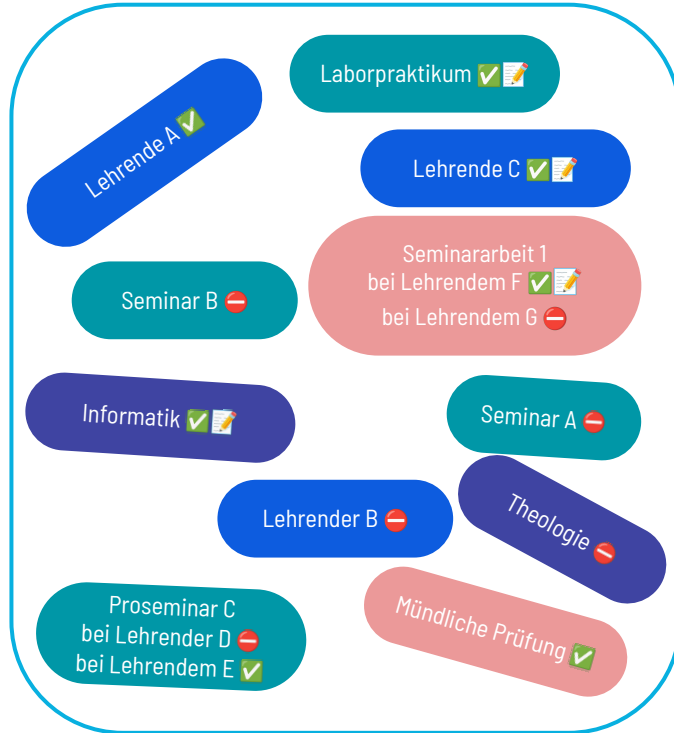 Laborpraktikum ✅📝
Lehrende A ✅
Lehrende C ✅📝
Seminararbeit 1
bei Lehrendem F ✅📝
bei Lehrendem G ⛔
Seminar B ⛔
Informatik ✅📝
Seminar A ⛔
Lehrender B ⛔
Theologie ⛔
Proseminar C
bei Lehrender D ⛔
bei Lehrendem E ✅
Mündliche Prüfung ✅